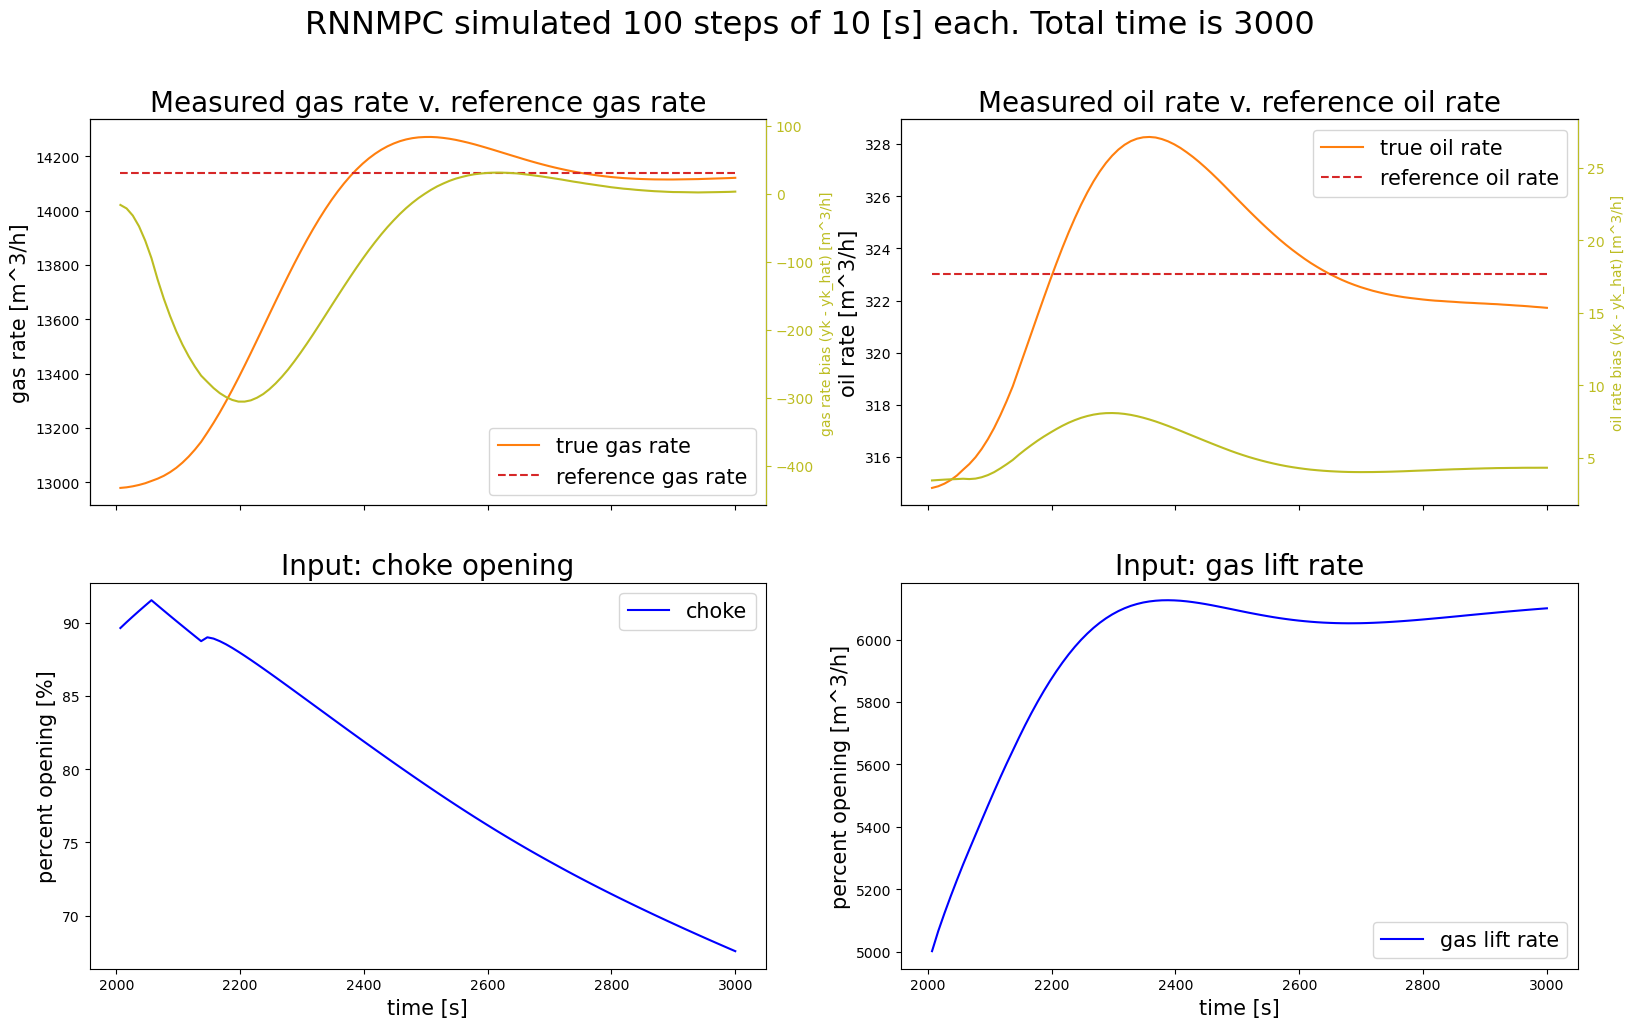 RNNMPC simulated 100 steps of 10 [s] each. Total time is 3000
Measured gas rate v. reference gas rate
gas rate [m^3/h]
14200
14000
13800
13600
13400
13200
13000
100
0
−100
−200
−300
−400
gas rate bias (yk - yk_hat) [m^3/h]
true gas rate
reference gas rate
Measured oil rate v. reference oil rate
oil rate [m^3/h]
328
326
324
322
320
318
316
25
20
15
10
5
oil rate bias (yk - yk_hat) [m^3/h]
true oil rate
reference oil rate
Input: choke opening
percent opening [%]
90
85
80
75
70
choke
2000 2200 2400 2600 2800 3000
time [s]
Input: gas lift rate
percent opening [m^3/h]
6000
5800
5600
5400
5200
5000
gas lift rate
2000 2200 2400 2600 2800 3000
time [s]